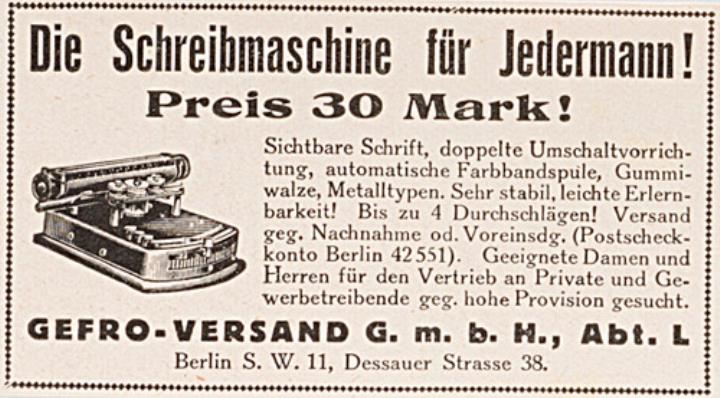 Die Schreibmaschine für Jedermann!
Preis 30 Mark!
Sichtbare Schrift, doppelte Umschaltvorrich-
tung, automatische Farbbandspule, Gummi-
walze, Metalltypen. Sehr stabil, leichte Erlern-
barkeit! Bis zu 4 Durchschlägen! Versand
geg. Nachnahme od. Voreinsdg. (Postscheck-
konto Berlin 42551). Geeignete Damen und
Herren für den Vertrieb an Private und Ge-
werbetreibende geg. hohe Provision gesucht.
GEFRO-VERSAND G. m. b. H., Abt. L
Berlin S. W. 11, Dessauer Strasse 38.